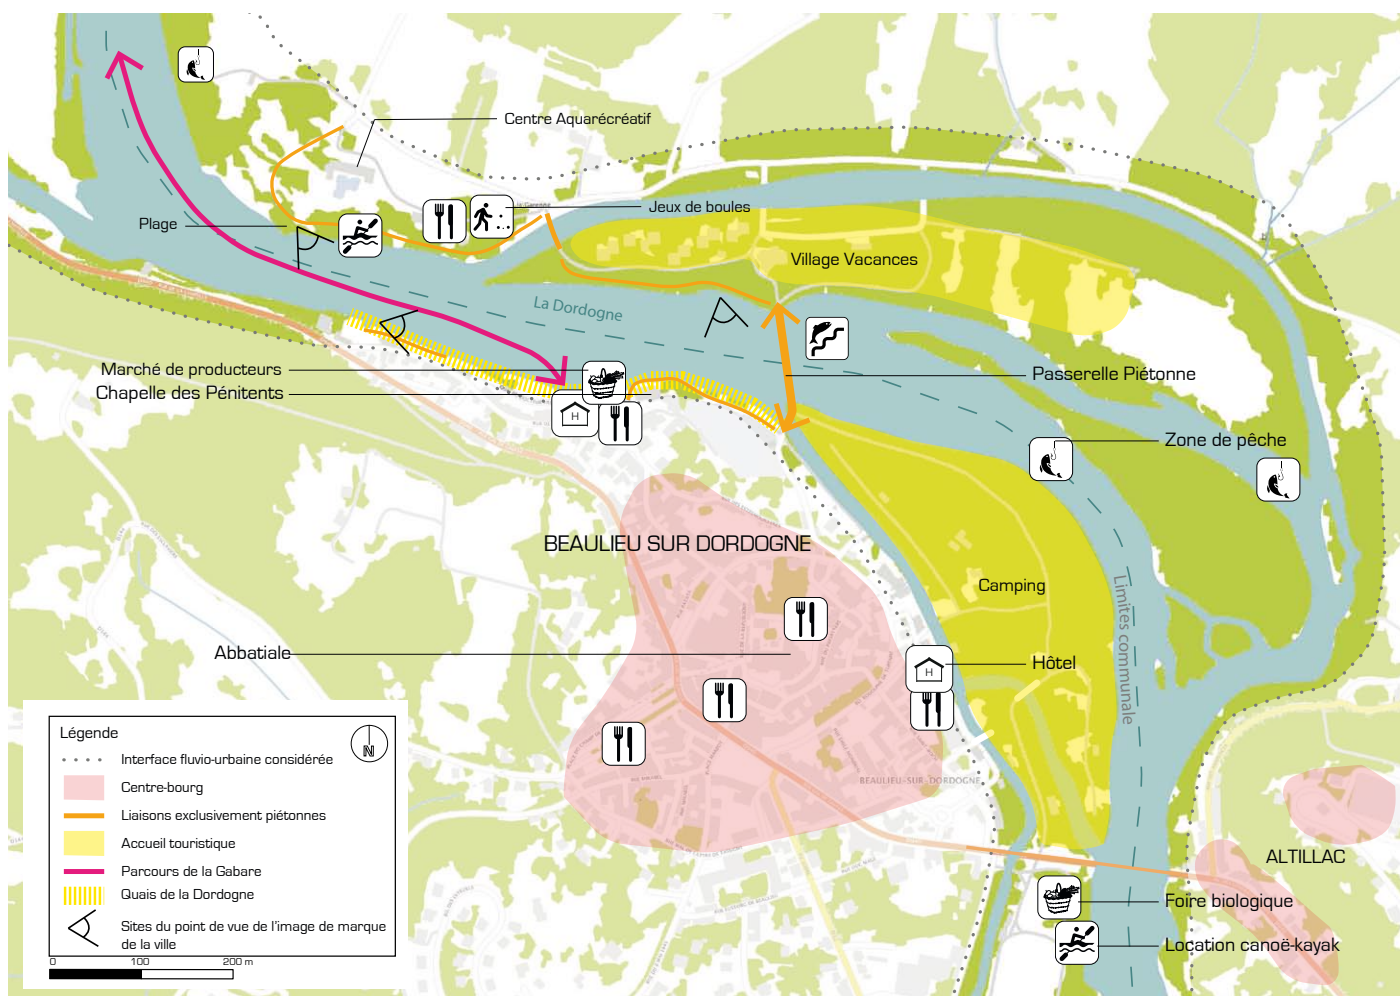 Centre Aquarécréatif
Plage
Jeux de boules
Village Vacances
La Dordogne
Marché de producteurs
Chapelle des Pénitents
Passerelle Piétonne
Zone de pêche
BEAULIEU SUR DORDOGNE
Camping
Limites communale
Abbatiale
Hôtel
H
H
BEAULIEU-SUR-DORDOGNE
ALTILLAC
Foire biologique
Location canoë-kayak
Légende
N
Interface fluvio-urbaine considérée
Centre-bourg
Liaisons exclusivement piétonnes
Accueil touristique
Parcours de la Gabare
Quais de la Dordogne
Sites du point de vue de l'image de marque
de la ville
0 100 200 m